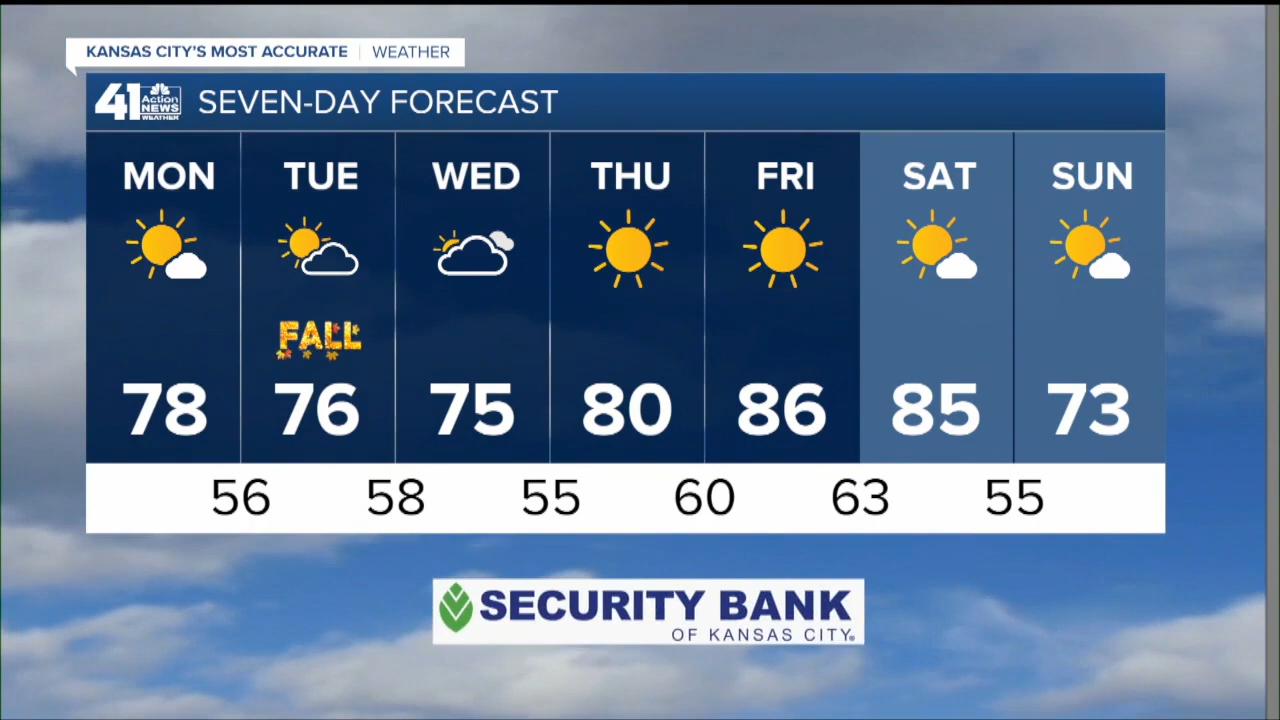 KANSAS CITY'S MOST ACCURATE | WEATHER
41 Action NEWS WEATHER SEVEN-DAY FORECAST
MON TUE WED THU FRI SAT SUN
FALL
78 76 75 80 86 85 73
56 58 55 60 63 55
SECURITY BANK
OF KANSAS CITY®